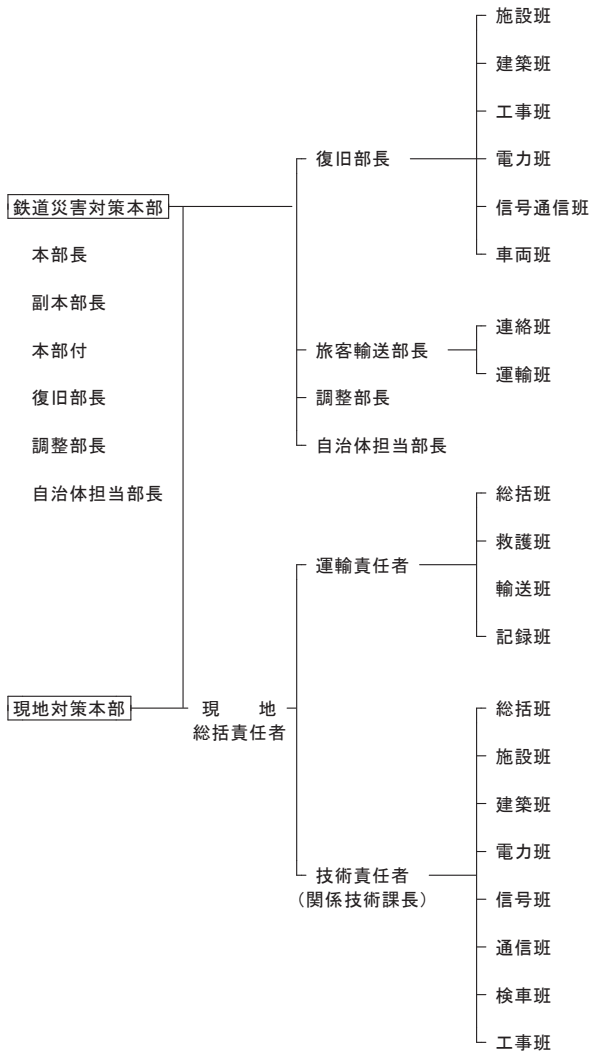 施設班
建築班
工事班
復旧部長
電力班
鉄道災害対策本部
信号通信班
本部長
車両班
副本部長
連絡班
本部付
旅客輸送部長
運輸班
復旧部長
調整部長
調整部長
自治体担当部長
自治体担当部長
総括班
救護班
運輸責任者
輸送班
記録班
現地対策本部
現　　地
総括責任者
総括班
施設班
建築班
電力班
技術責任者
（関係技術課長）
信号班
通信班
検車班
工事班